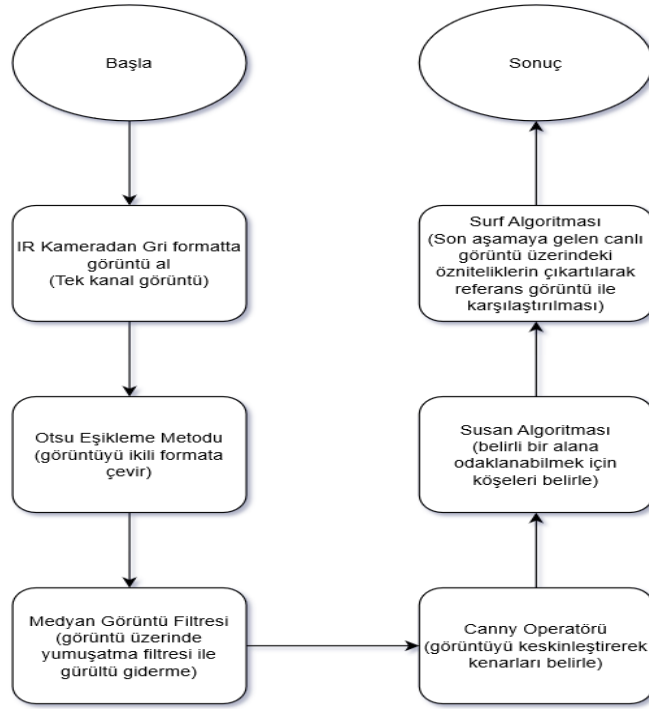 Başla
IR Kameradan Gri formatta
görüntü al
(Tek kanal görüntü)
Otsu Eşikleme Metodu
(görüntüyü ikili formata
çevir)
Medyan Görüntü Filtresi
(görüntü üzerinde
yumuşatma filtresi ile
gürültü giderme)
Canny Operatörü
(görüntüyü keskinleştirerek
kenarları belirle)
Susan Algoritması
(belirli bir alana
odaklanabilmek için
köşeleri belirle)
Surf Algoritması
(Son aşamaya gelen canlı
görüntü üzerindeki
özniteliklerin çıkartılarak
referans görüntü ile
karşılaştırılması)
Sonuç